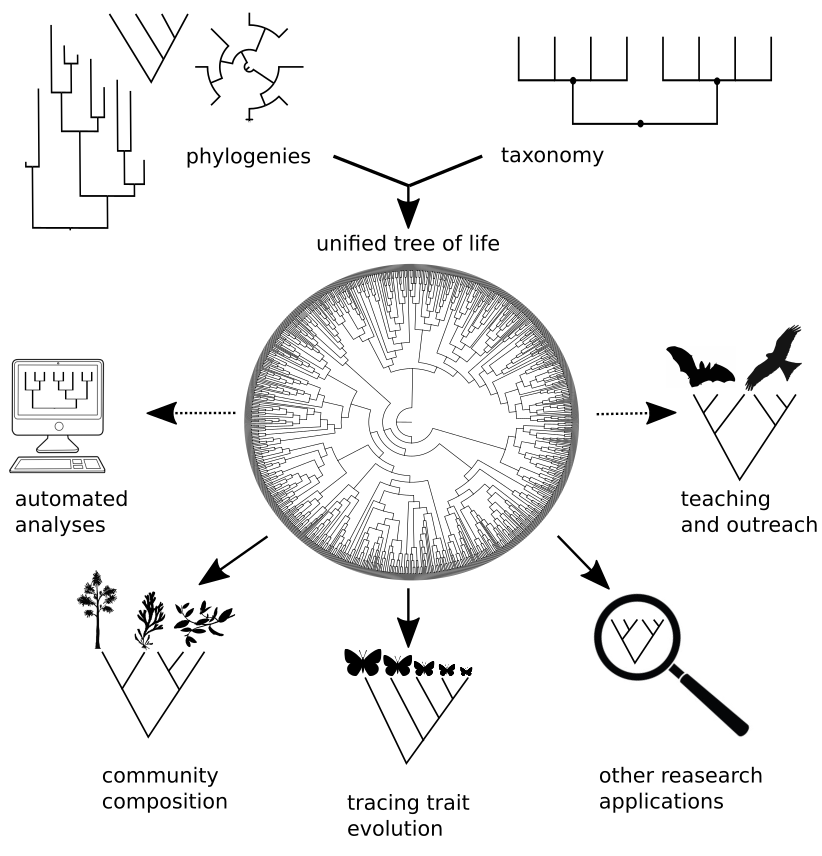 phylogenies
taxonomy
unified tree of life
automated
analyses
teaching
and outreach
community
composition
tracing trait
evolution
other reasearch
applications